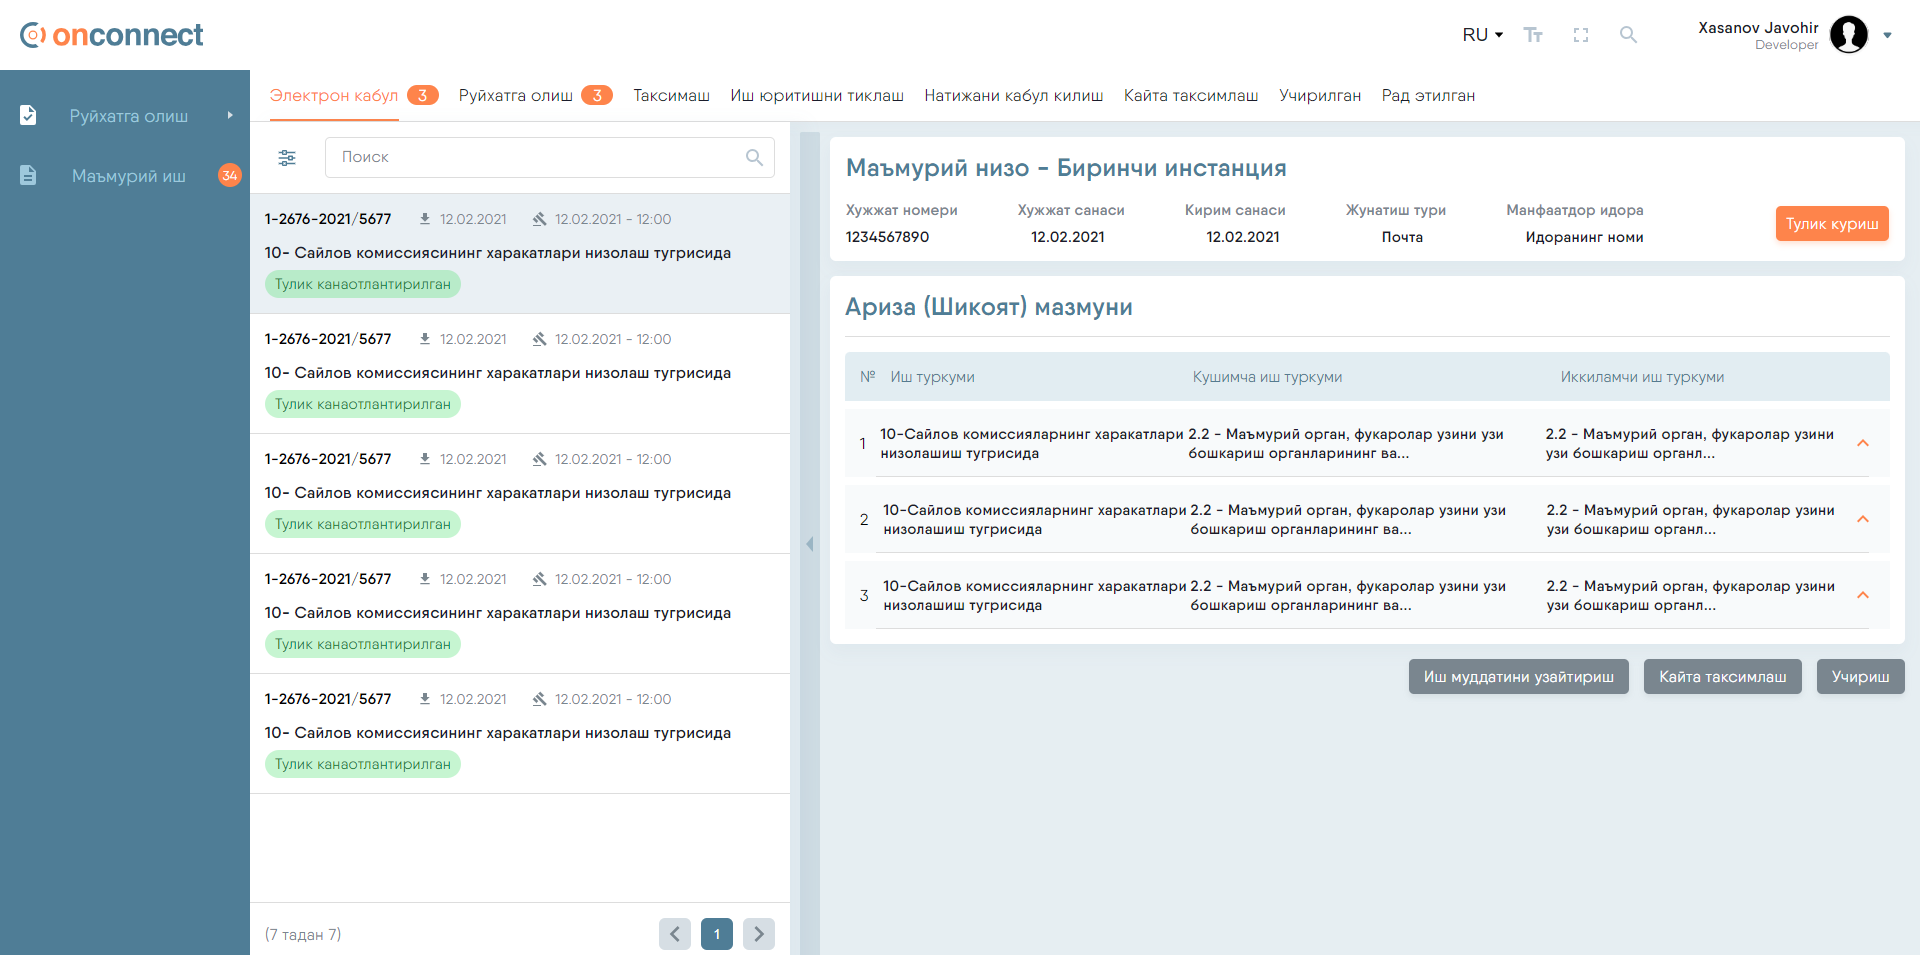 onconnect
RU
Xasanov Javohir
Developer
Руйхатга олиш
Маъмурий иш
34
Электрон кабул 3
Руйхатга олиш 3
Таксимаш
Иш юритишни тиклаш
Натижани кабул килиш
Кайта таксимлаш
Учирилган
Рад этилган
Поиск
1-2676-2021/5677 12.02.2021 12.02.2021 - 12:00
10- Сайлов комиссиясининг харакатлари низолаш тугрисида
Тулик канаотлантирилган
1-2676-2021/5677 12.02.2021 12.02.2021 - 12:00
10- Сайлов комиссиясининг харакатлари низолаш тугрисида
Тулик канаотлантирилган
1-2676-2021/5677 12.02.2021 12.02.2021 - 12:00
10- Сайлов комиссиясининг харакатлари низолаш тугрисида
Тулик канаотлантирилган
1-2676-2021/5677 12.02.2021 12.02.2021 - 12:00
10- Сайлов комиссиясининг харакатлари низолаш тугрисида
Тулик канаотлантирилган
1-2676-2021/5677 12.02.2021 12.02.2021 - 12:00
10- Сайлов комиссиясининг харакатлари низолаш тугрисида
Тулик канаотлантирилган
(7 тадан 7)
1
Маъмурий низо - Биринчи инстанция
Хужжат номери Хужжат санаси Кирим санаси Жунатиш тури Манфаатдор идора
1234567890 12.02.2021 12.02.2021 Почта Идоранинг номи
Тулик куриш
Ариза (Шикоят) мазмуни
№ Иш туркуми Кушимча иш туркуми Иккиламчи иш туркуми
1 10-Сайлов комиссияларнинг харакатлари 2.2 - Маъмурий орган, фукаролар узини узи 2.2 - Маъмурий орган, фукаролар узини
низолашиш тугрисида бошкариш органларининг ва... узи бошкариш органл...
2 10-Сайлов комиссияларнинг харакатлари 2.2 - Маъмурий орган, фукаролар узини узи 2.2 - Маъмурий орган, фукаролар узини
низолашиш тугрисида бошкариш органларининг ва... узи бошкариш органл...
3 10-Сайлов комиссияларнинг харакатлари 2.2 - Маъмурий орган, фукаролар узини узи 2.2 - Маъмурий орган, фукаролар узини
низолашиш тугрисида бошкариш органларининг ва... узи бошкариш органл...
Иш муддатини узайтириш
Кайта таксимлаш
Учириш